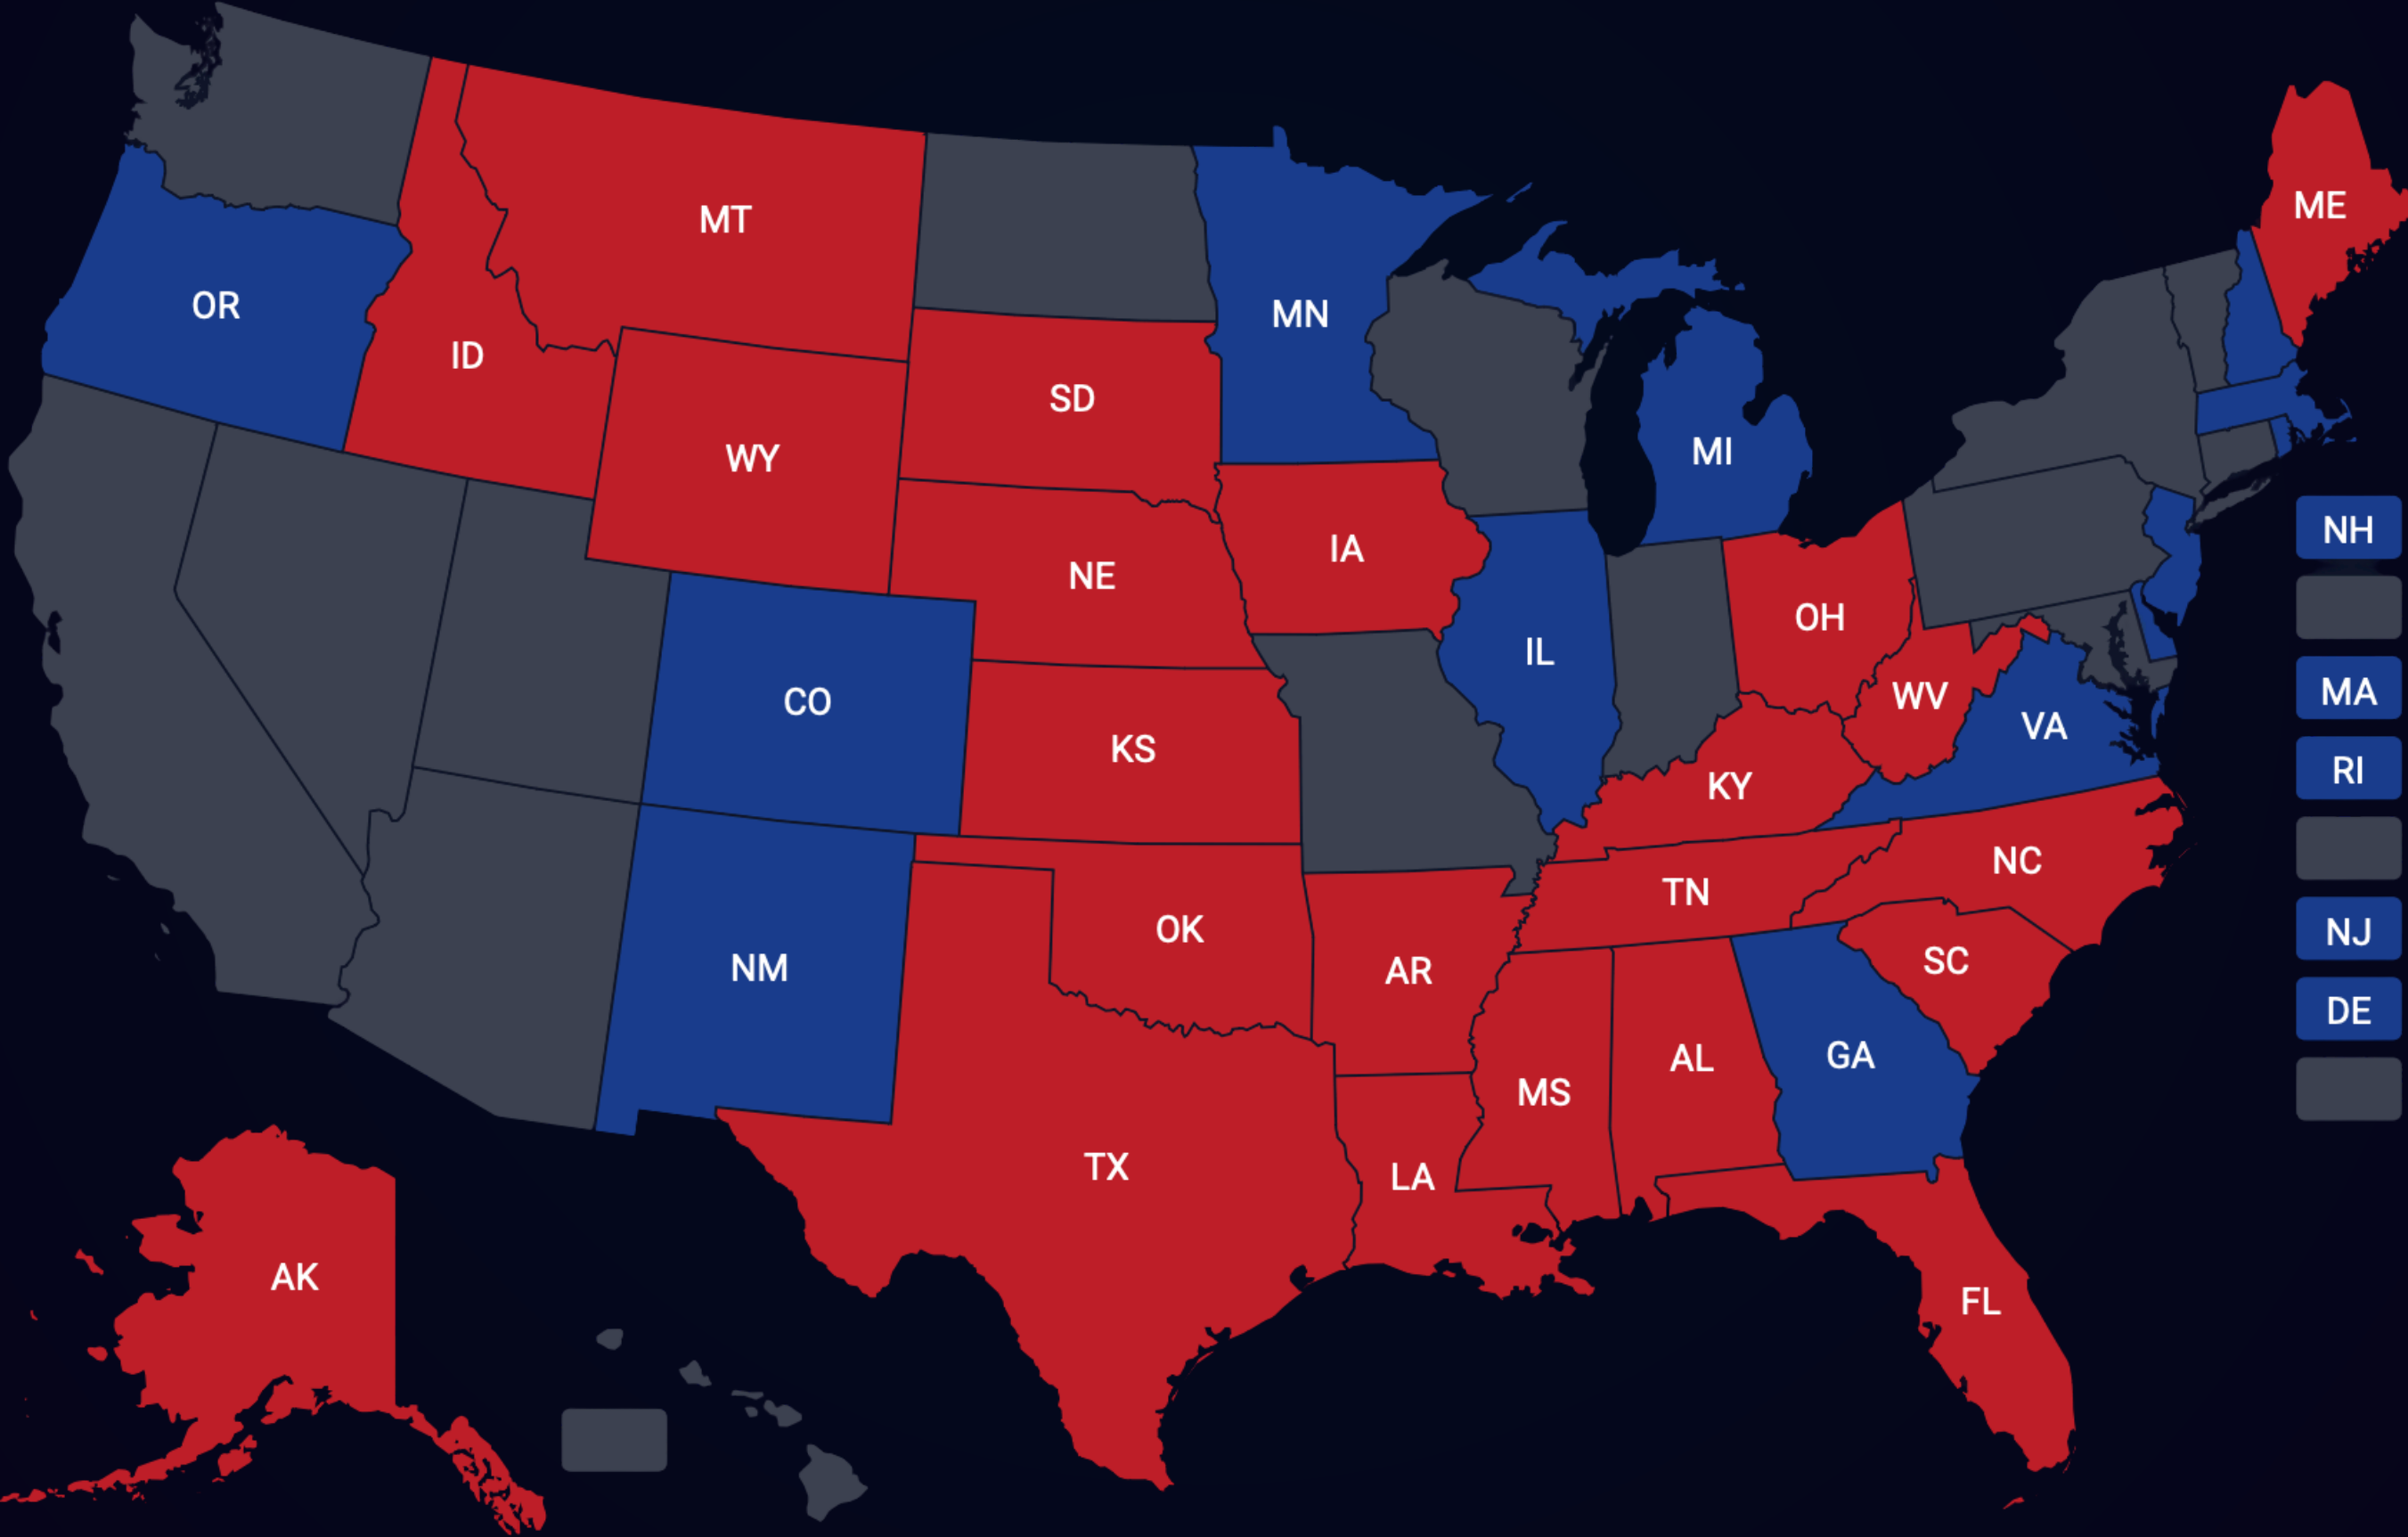 ME
MT
OR
MN
ID
SD
WY
MI
NH
IA
NE
OH
IL
MA
WV
CO
VA
KS
RI
KY
NC
TN
OK
NJ
SC
NM
AR
DE
GA
AL
MS
TX
LA
AK
FL